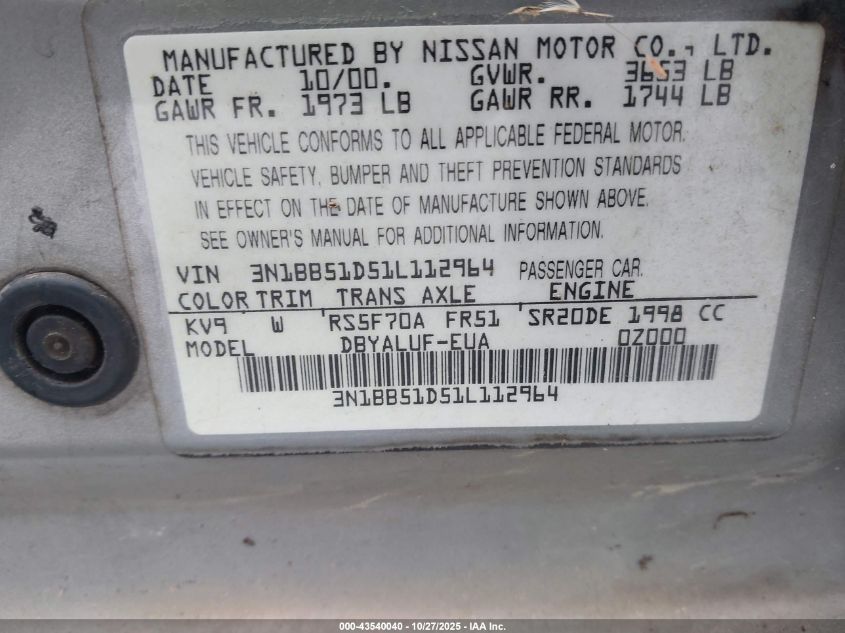 MANUFACTURED BY NISSAN MOTOR CO., LTD.
DATE 10/00. GVWR. 3653 LB
GAWR FR. 1973 LB GAWR RR. 1744 LB
THIS VEHICLE CONFORMS TO ALL APPLICABLE FEDERAL MOTOR
VEHICLE SAFETY, BUMPER AND THEFT PREVENTION STANDARDS
IN EFFECT ON THE DATE OF MANUFACTURE SHOWN ABOVE.
SEE OWNER'S MANUAL FOR ADDITIONAL INFORMATION.
VIN 3N1BB51D51L112964 PASSENGER CAR.
COLOR TRIM TRANS AXLE ENGINE
KV9 W RS5F70A FR51 SR20DE 1998 CC
MODEL DBYALUF-EUA 0Z000
3N1BB51D51L112964
000-43540040 | 10/27/2025 - IAA Inc.